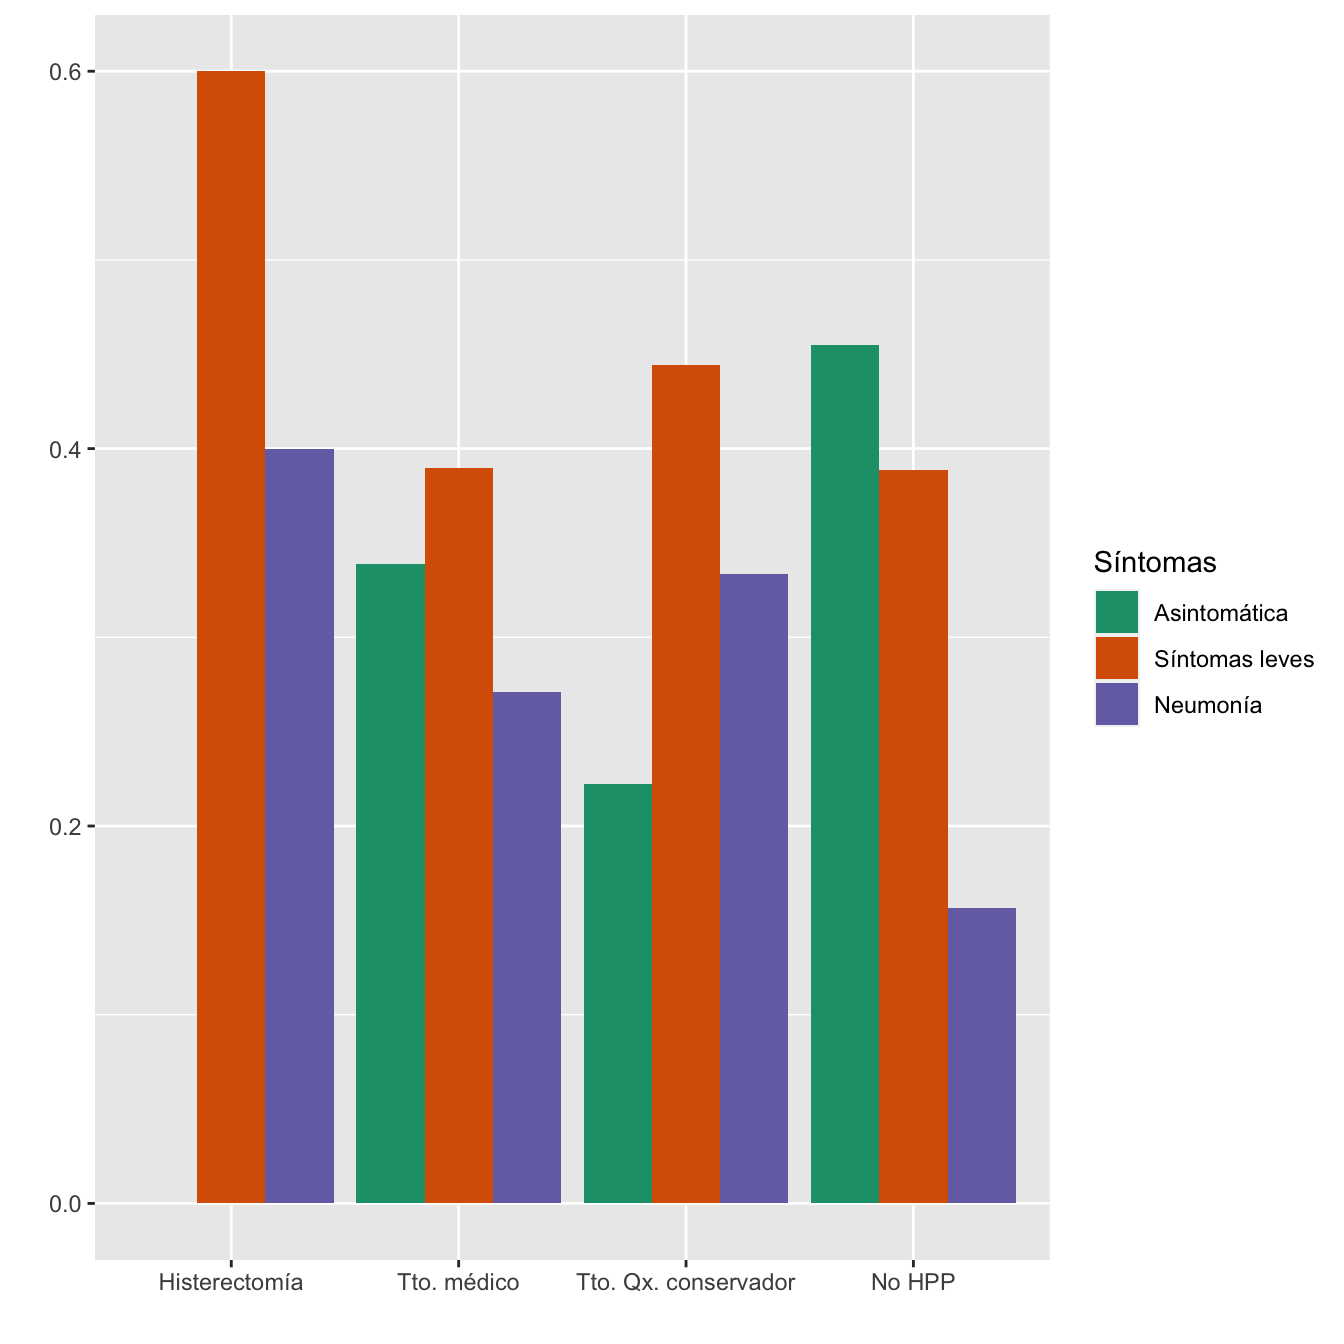 0.6
0.4
0.2
0.0
Histerectomía
Tto. médico
Tto. Qx. conservador
No HPP
Síntomas
Asintomática
Síntomas leves
Neumonía